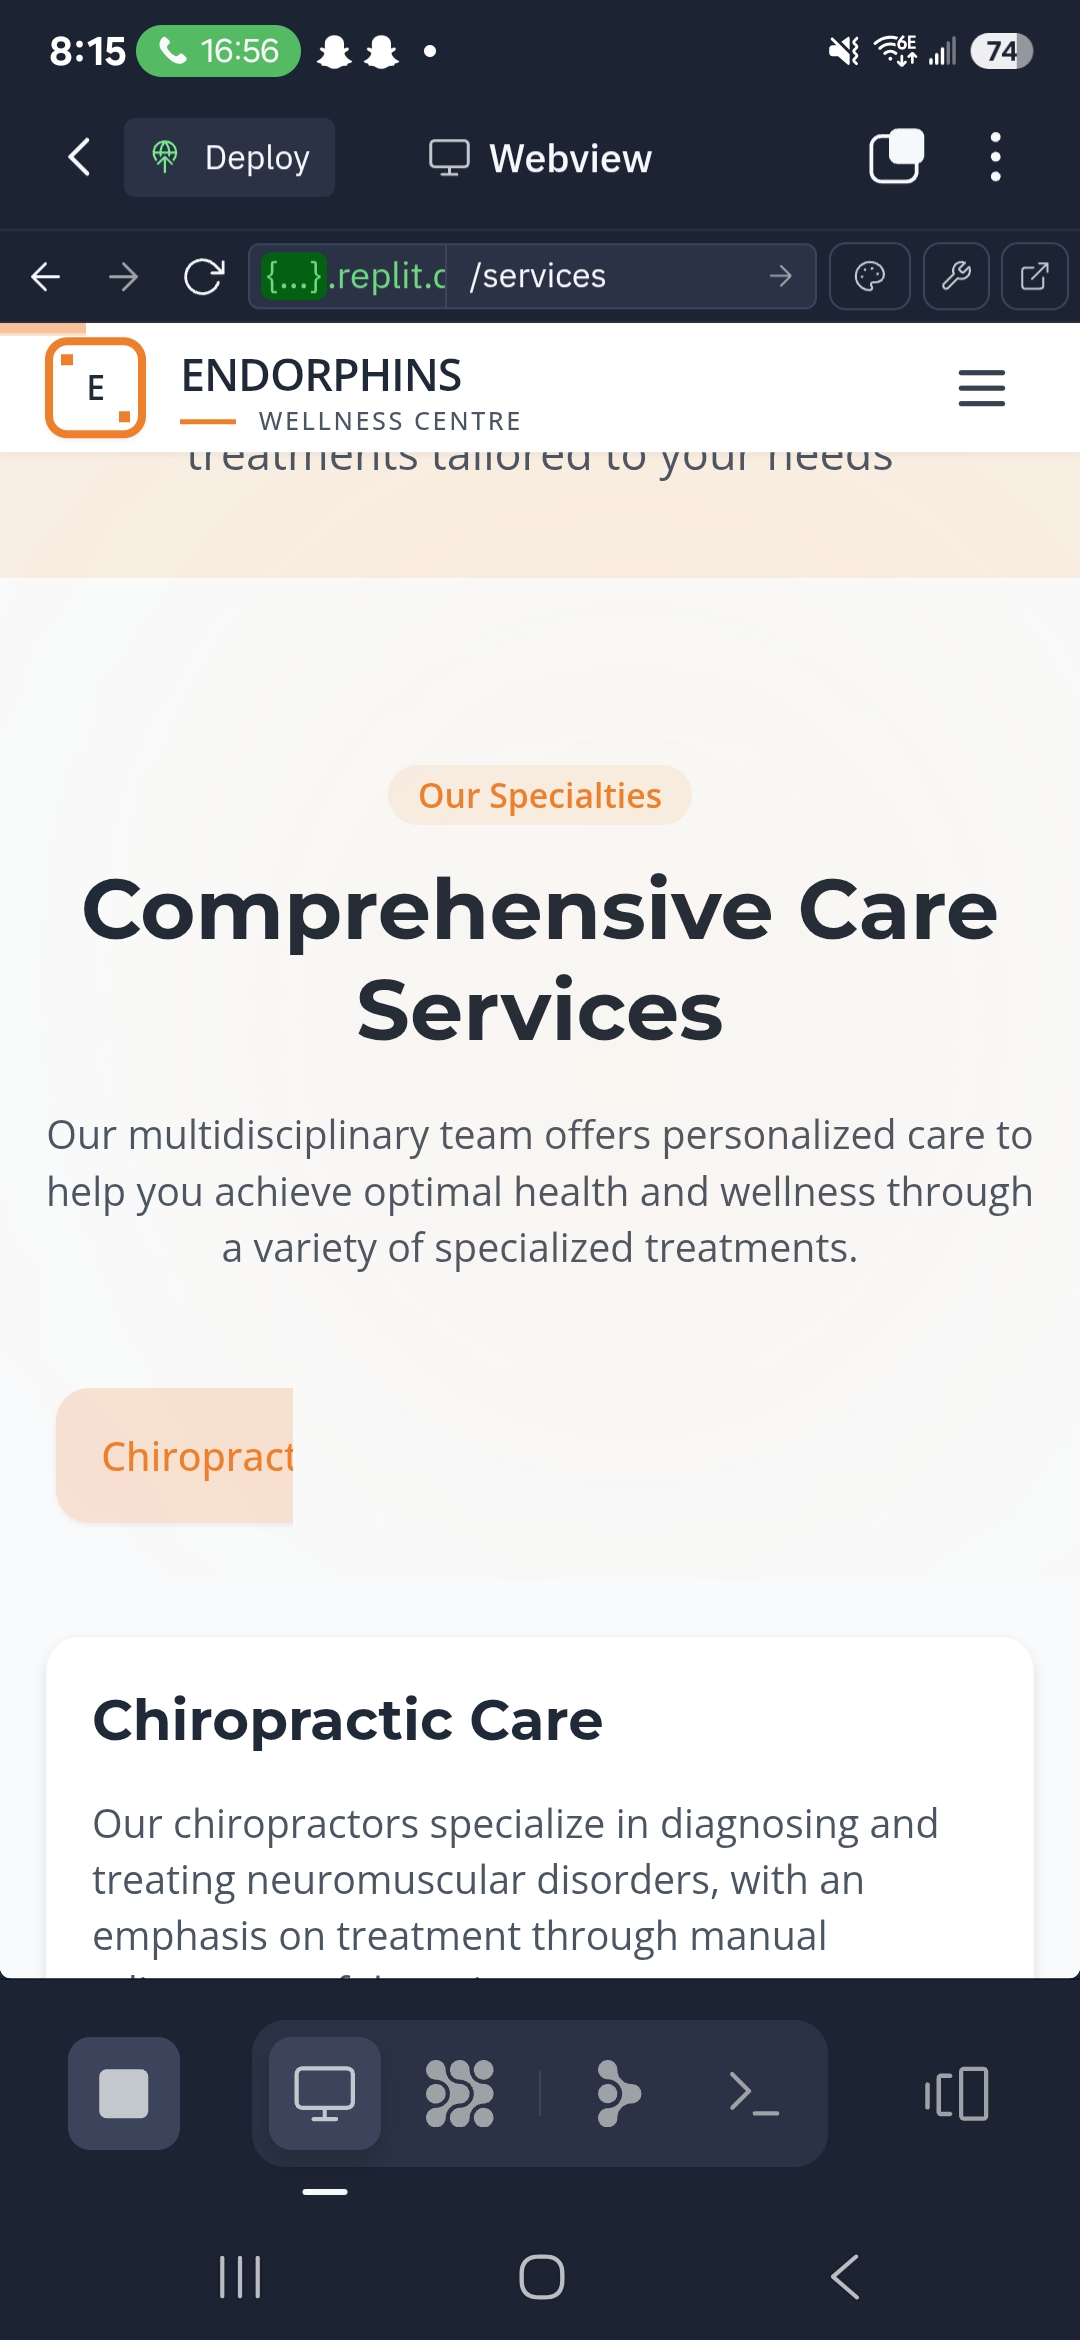 8:15 16:56 6E 74
Deploy Webview
{...}.replit.c /services
E ENDORPHINS
WELLNESS CENTRE
treatments tailored to your needs
Our Specialties
Comprehensive Care
Services
Our multidisciplinary team offers personalized care to
help you achieve optimal health and wellness through
a variety of specialized treatments.
Chiropract
Chiropractic Care
Our chiropractors specialize in diagnosing and
treating neuromuscular disorders, with an
emphasis on treatment through manual